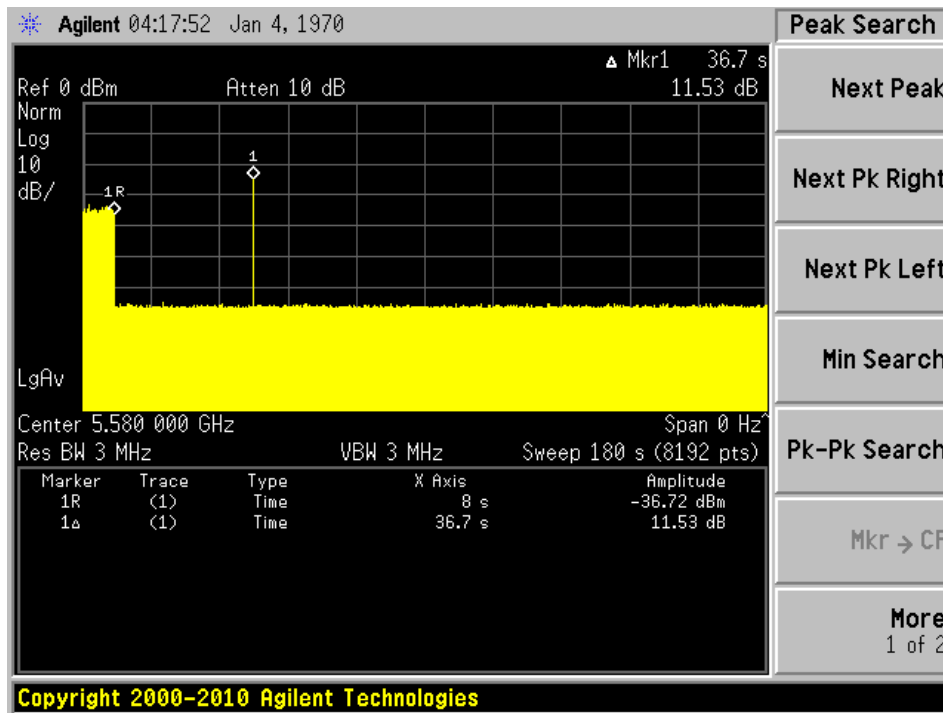 Agilent 04:17:52 Jan 4, 1970
Peak Search
Δ Mkr1 36.7 s
Ref 0 dBm Atten 10 dB 11.53 dB
Norm
Log
10
dB/
1
1R
LgAv
Center 5.580 000 GHz Span 0 Hz^
Res BW 3 MHz VBW 3 MHz Sweep 180 s (8192 pts)
Marker Trace Type X Axis Amplitude
1R (1) Time 8 s -36.72 dBm
1Δ (1) Time 36.7 s 11.53 dB
Next Peak
Next Pk Right
Next Pk Left
Min Search
Pk-Pk Search
Mkr → CF
More
1 of 2
Copyright 2000-2010 Agilent Technologies